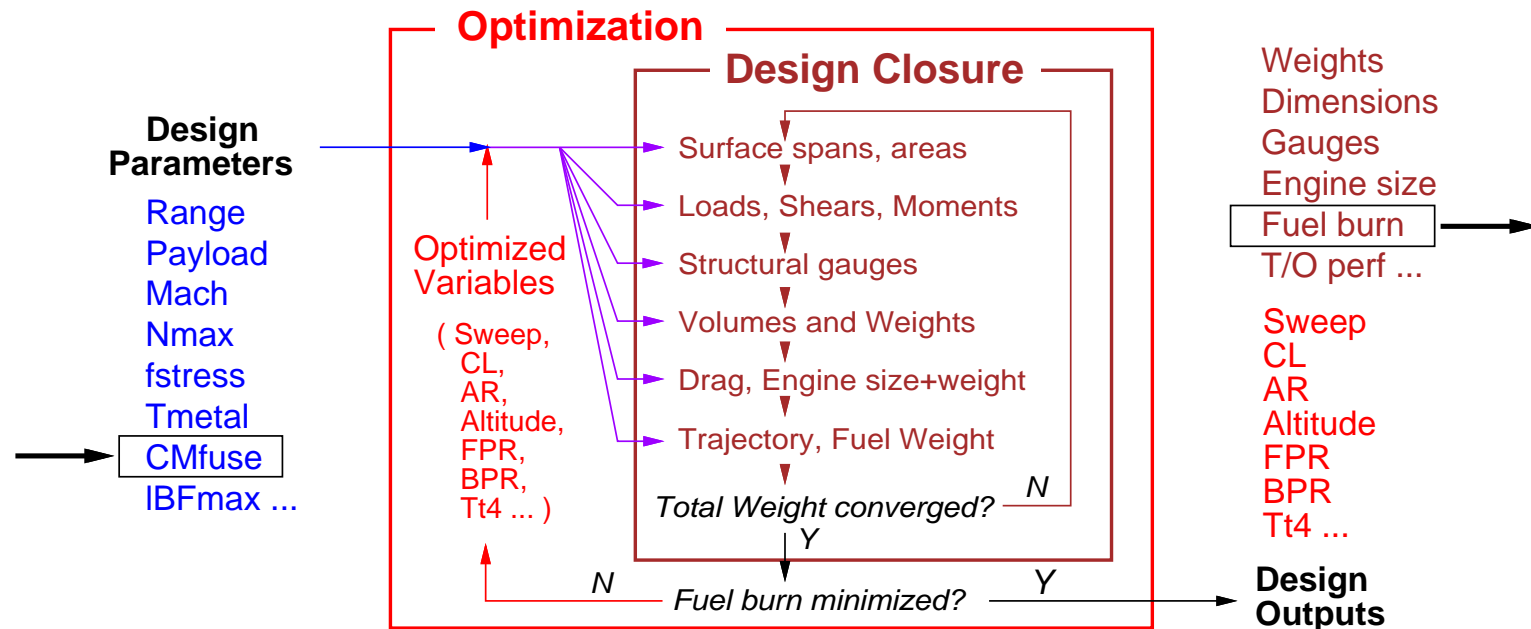 Optimization
Design Closure
Design
Parameters
Range
Payload
Mach
Nmax
fstress
Tmetal
CMfuse
lBFmax ...
Optimized
Variables
( Sweep,
CL,
AR,
Altitude,
FPR,
BPR,
Tt4 ... )
Surface spans, areas
Loads, Shears, Moments
Structural gauges
Volumes and Weights
Drag, Engine size+weight
Trajectory, Fuel Weight
Total Weight converged?
N
Y
Fuel burn minimized?
N
Y
Weights
Dimensions
Gauges
Engine size
Fuel burn
T/O perf ...
Sweep
CL
AR
Altitude
FPR
BPR
Tt4 ...
Design
Outputs